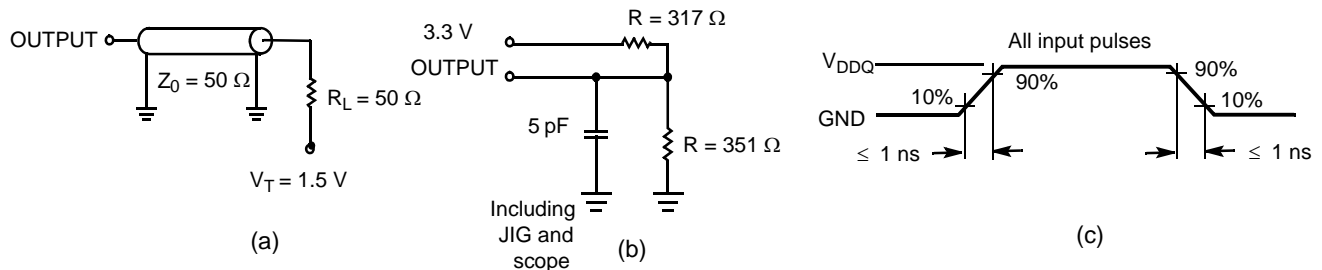 OUTPUT
Z0 = 50 Ω
RL = 50 Ω
VT = 1.5 V
(a)
R = 317 Ω
3.3 V
OUTPUT
5 pF
R = 351 Ω
Including
JIG and
scope
(b)
All input pulses
VDDQ
90%
90%
10%
10%
GND
≤ 1 ns
≤ 1 ns
(c)